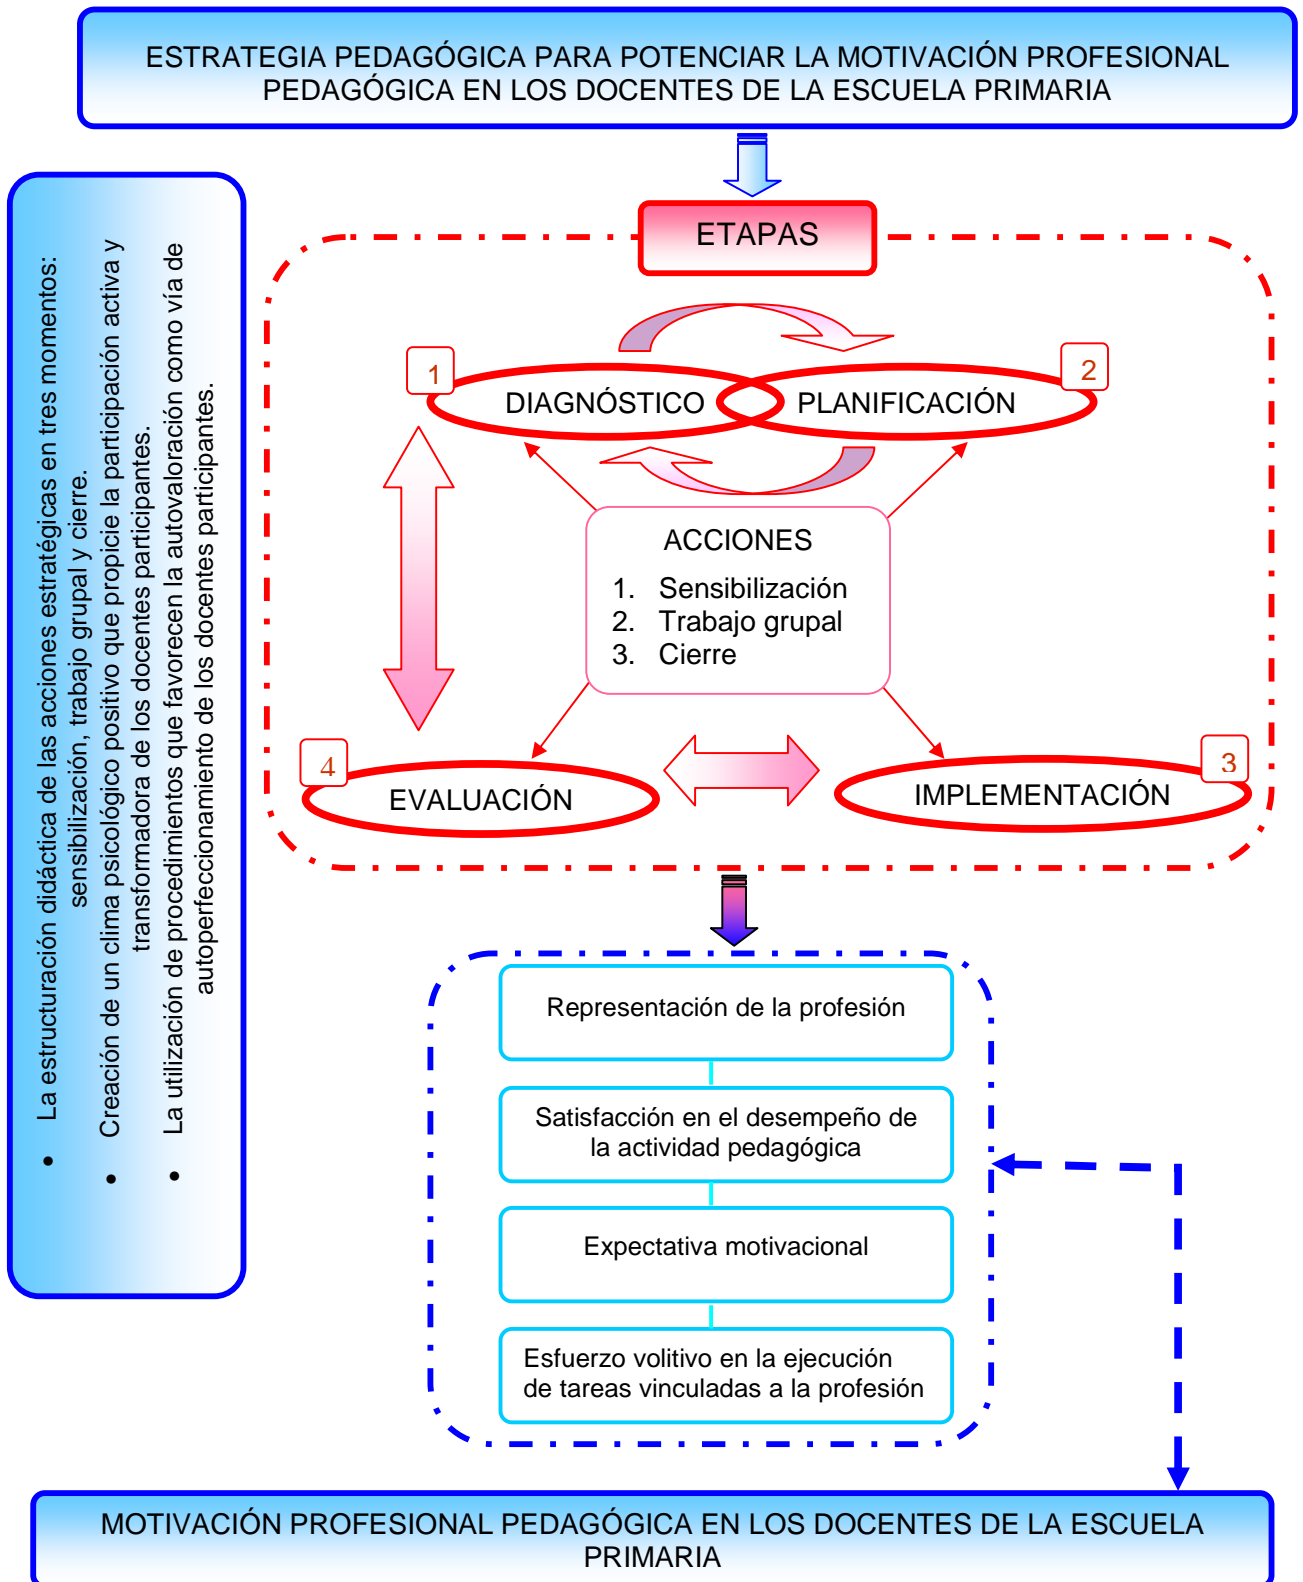 ESTRATEGIA PEDAGÓGICA PARA POTENCIAR LA MOTIVACIÓN PROFESIONAL
PEDAGÓGICA EN LOS DOCENTES DE LA ESCUELA PRIMARIA
• La estructuración didáctica de las acciones estratégicas en tres momentos:
sensibilización, trabajo grupal y cierre.
• Creación de un clima psicológico positivo que propicie la participación activa y
transformadora de los docentes participantes.
• La utilización de procedimientos que favorecen la autovaloración como vía de
autoperfeccionamiento de los docentes participantes.
ETAPAS
1
DIAGNÓSTICO
2
PLANIFICACIÓN
ACCIONES
1. Sensibilización
2. Trabajo grupal
3. Cierre
4
EVALUACIÓN
3
IMPLEMENTACIÓN
Representación de la profesión
Satisfacción en el desempeño de
la actividad pedagógica
Expectativa motivacional
Esfuerzo volitivo en la ejecución
de tareas vinculadas a la profesión
MOTIVACIÓN PROFESIONAL PEDAGÓGICA EN LOS DOCENTES DE LA ESCUELA
PRIMARIA